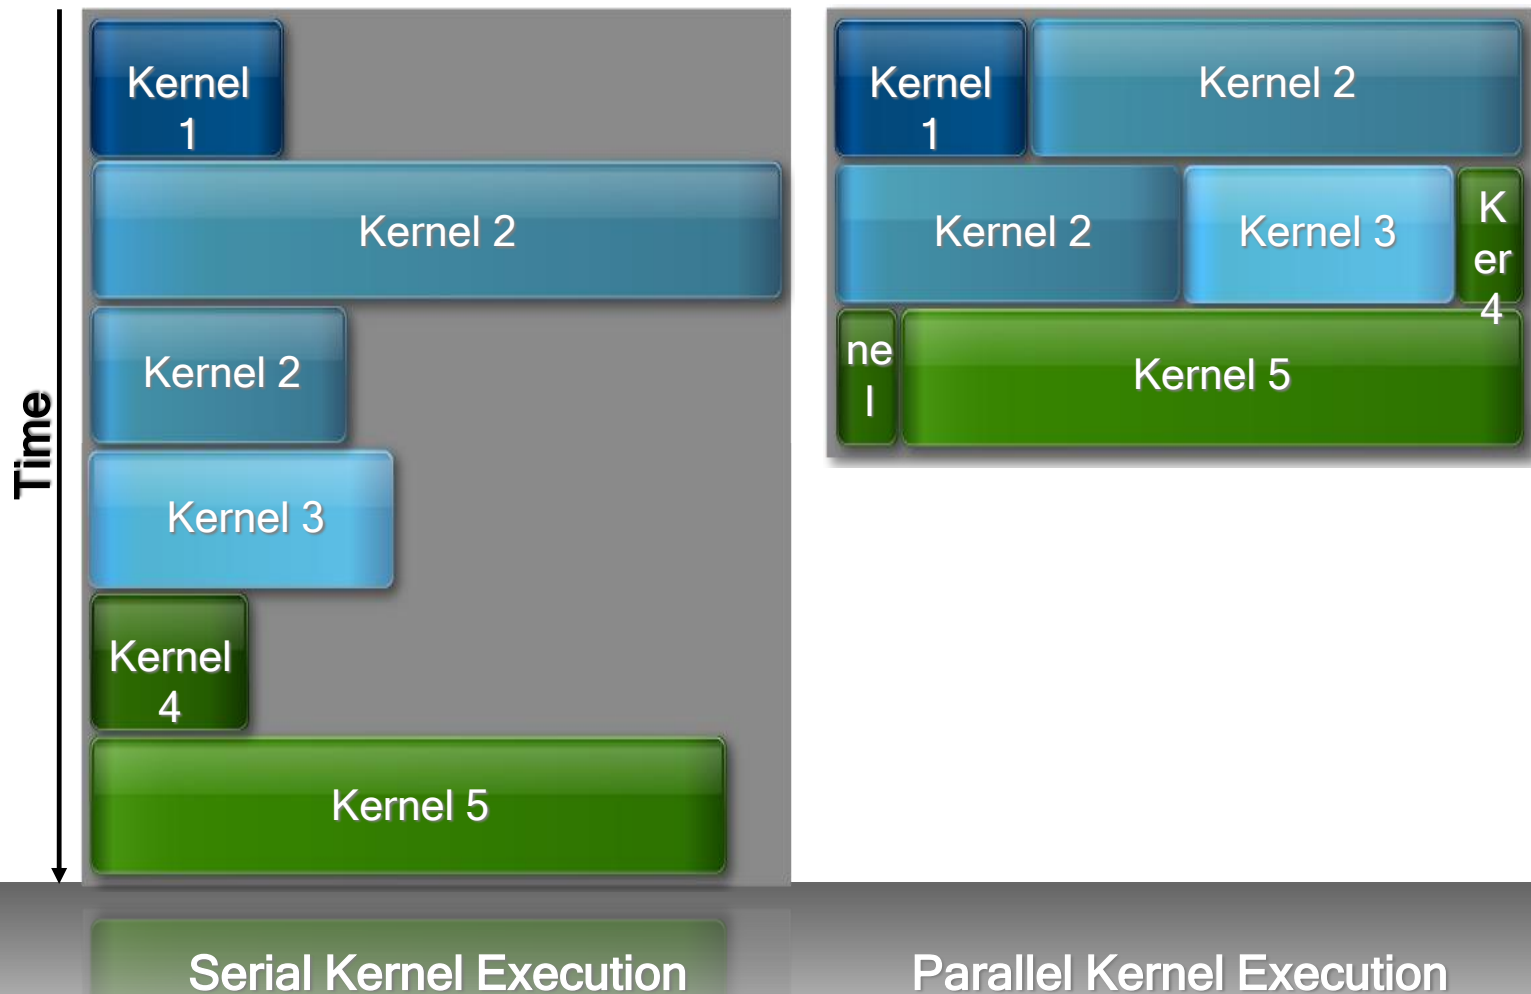 Time
Kernel
1
Kernel 2
Kernel 2
Kernel 3
Kernel
4
Kernel 5
Serial Kernel Execution
Kernel
1
Kernel 2
Kernel 2
Kernel 3
K
er
4
ne
l
Kernel 5
Parallel Kernel Execution